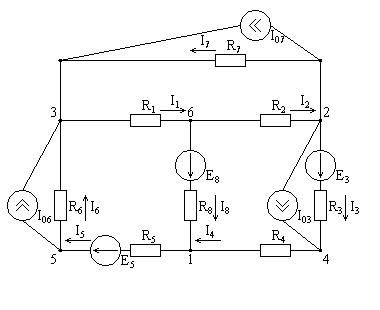 I7 R7 I07
3 R1 I1 6 R2 I2 2
E8 E3
I06 R6 I6 R8 I8 I03 R3 I3
I5 R5 I4 R4
5 E5 1 4